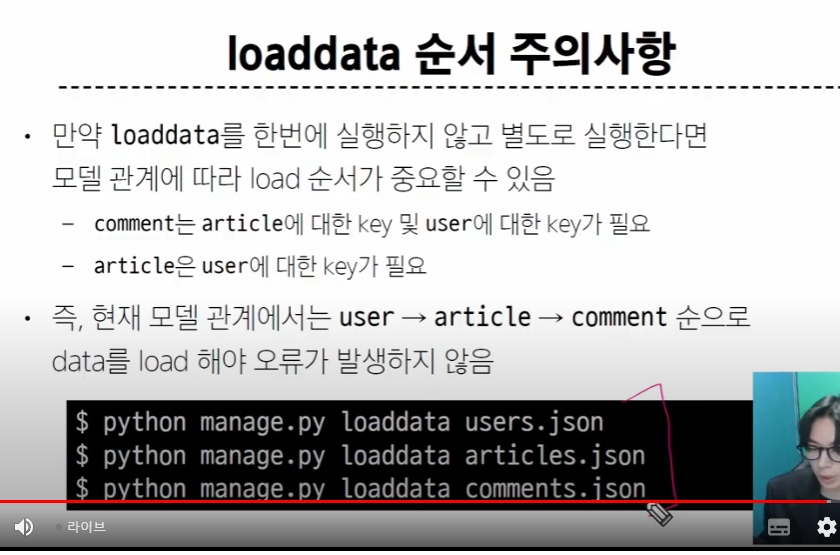 loaddata 순서 주의사항
• 만약 loaddata를 한번에 실행하지 않고 별도로 실행한다면
모델 관계에 따라 load 순서가 중요할 수 있음
– comment는 article에 대한 key 및 user에 대한 key가 필요
– article은 user에 대한 key가 필요
• 즉, 현재 모델 관계에서는 user → article → comment 순으로
data를 load 해야 오류가 발생하지 않음
$ python manage.py loaddata users.json
$ python manage.py loaddata articles.json
$ python manage.py loaddata comments.json
라이브